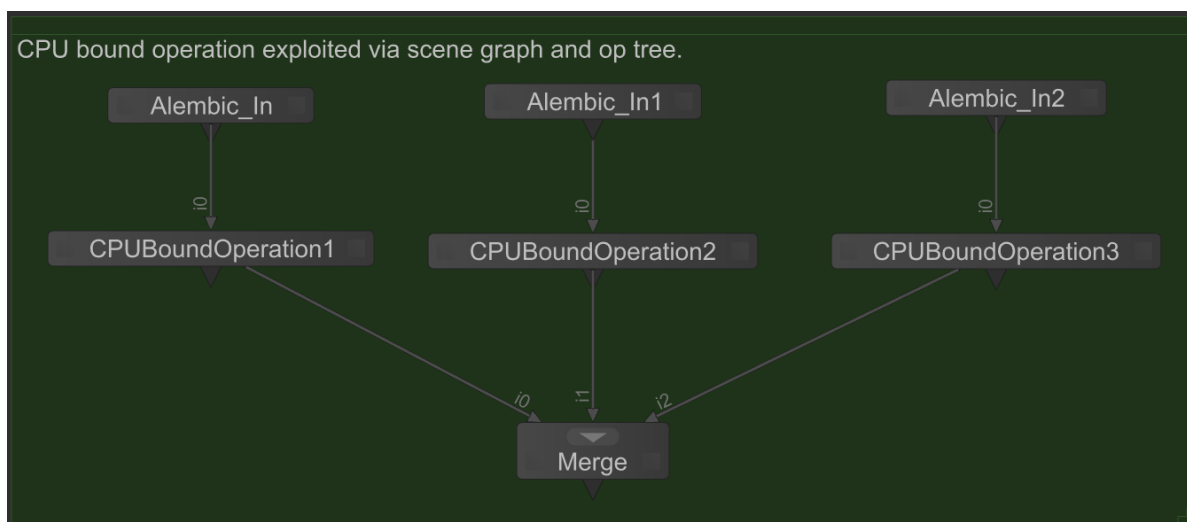 CPU bound operation exploited via scene graph and op tree.
Alembic_In
Alembic_In1
Alembic_In2
i0
i0
i0
CPUBoundOperation1
CPUBoundOperation2
CPUBoundOperation3
i0
i1
i2
Merge